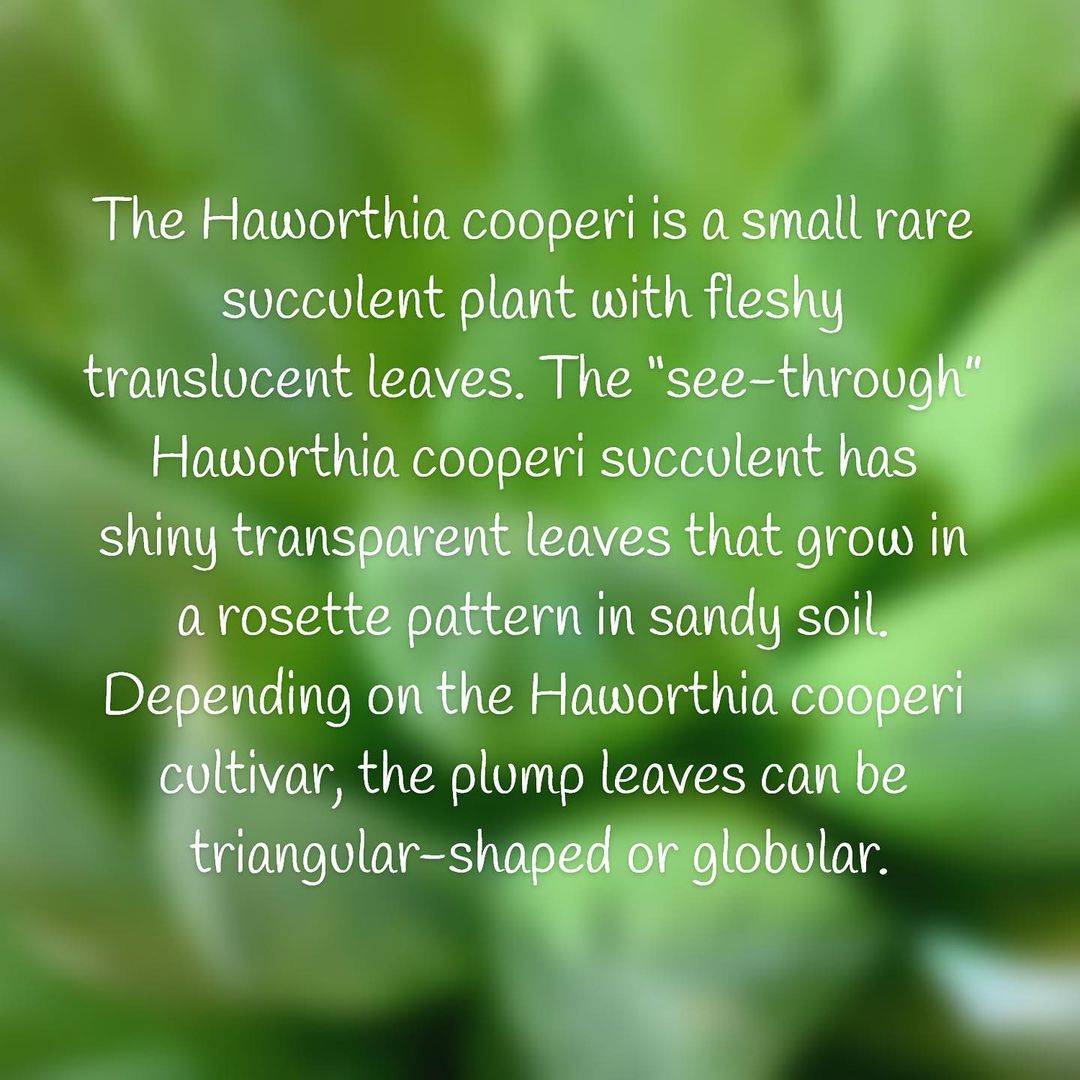 The Haworthia cooperi is a small rare
succulent plant with fleshy
translucent leaves. The "see-through"
Haworthia cooperi succulent has
shiny transparent leaves that grow in
a rosette pattern in sandy soil.
Depending on the Haworthia cooperi
cultivar, the plump leaves can be
triangular-shaped or globular.